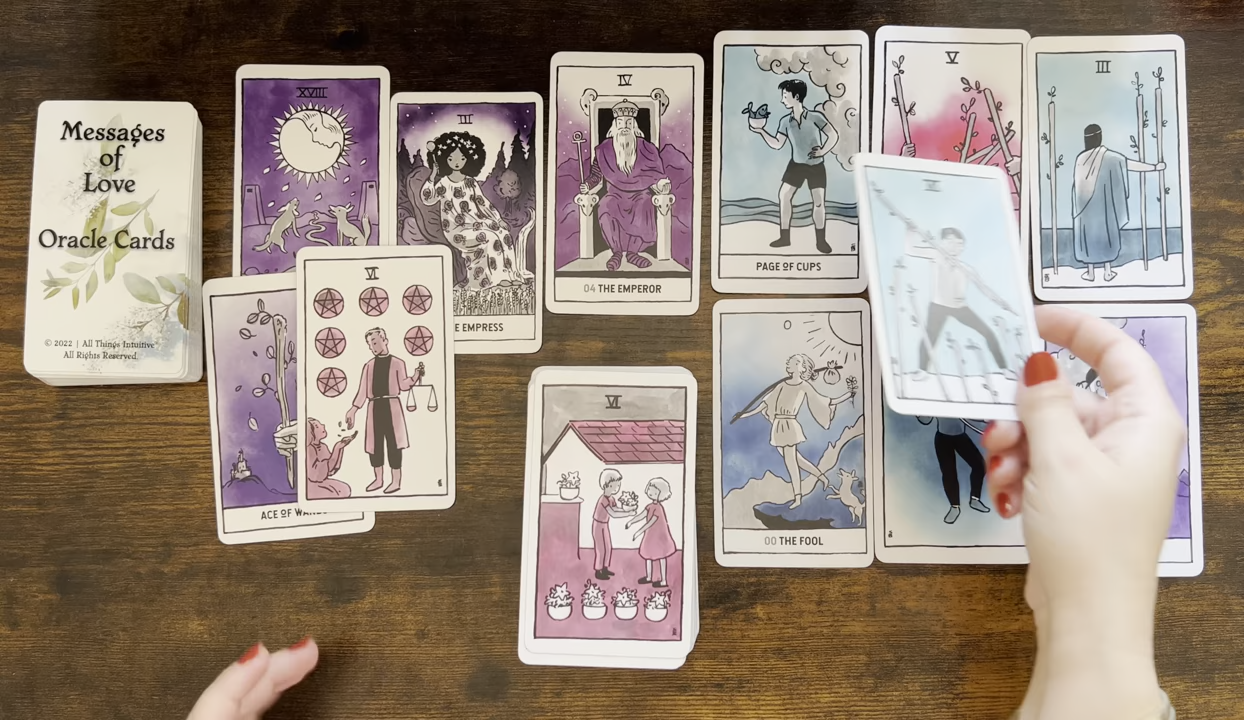 Messages
of
Love
Oracle Cards
© 2022 | All Things Intuitive
All Rights Reserved
XVIII
III
EMPRESS
IV
04 THE EMPEROR
PAGE OF CUPS
V
III
ACE OF
VI
VI
0
00 THE FOOL